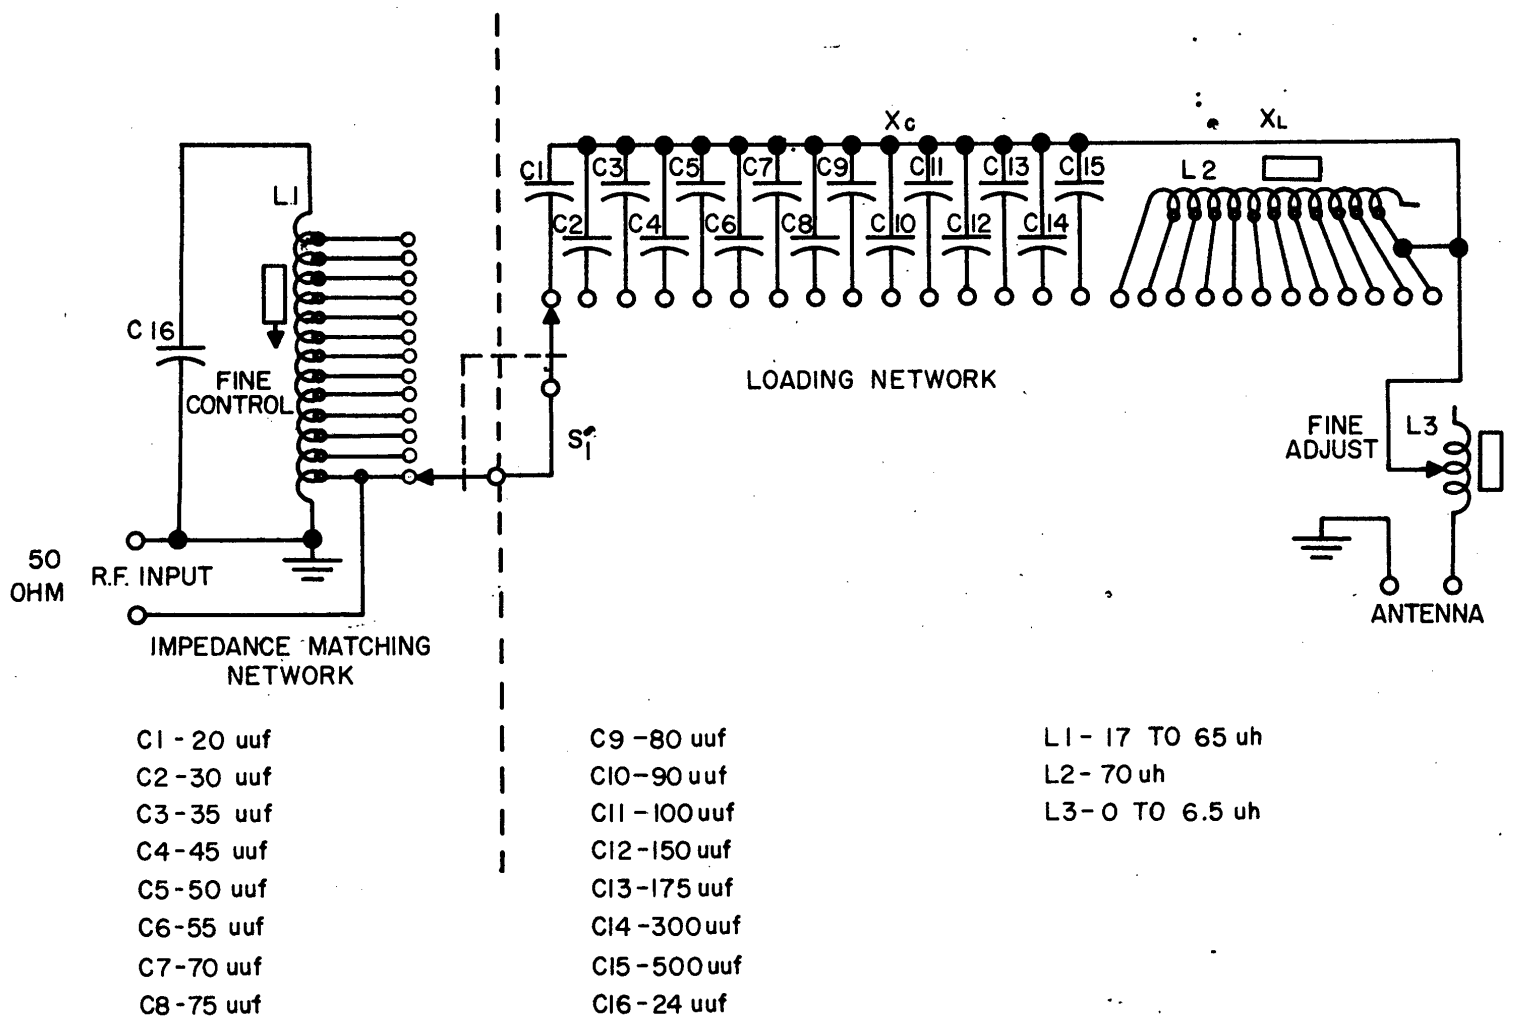 Xc
XL
C1
C3
C5
C7
C9
C11
C13
C15
L2
L1
C2
C4
C6
C8
C10
C12
C14
C16
FINE
CONTROL
LOADING NETWORK
S1
FINE
ADJUST
L3
50
OHM
R.F. INPUT
ANTENNA
IMPEDANCE MATCHING
NETWORK
C1 - 20 uuf
C2 - 30 uuf
C3 - 35 uuf
C4 - 45 uuf
C5 - 50 uuf
C6 - 55 uuf
C7 - 70 uuf
C8 - 75 uuf
C9 - 80 uuf
C10 - 90 uuf
C11 - 100 uuf
C12 - 150 uuf
C13 - 175 uuf
C14 - 300 uuf
C15 - 500 uuf
C16 - 24 uuf
L1 - 17 TO 65 uh
L2 - 70 uh
L3 - 0 TO 6.5 uh